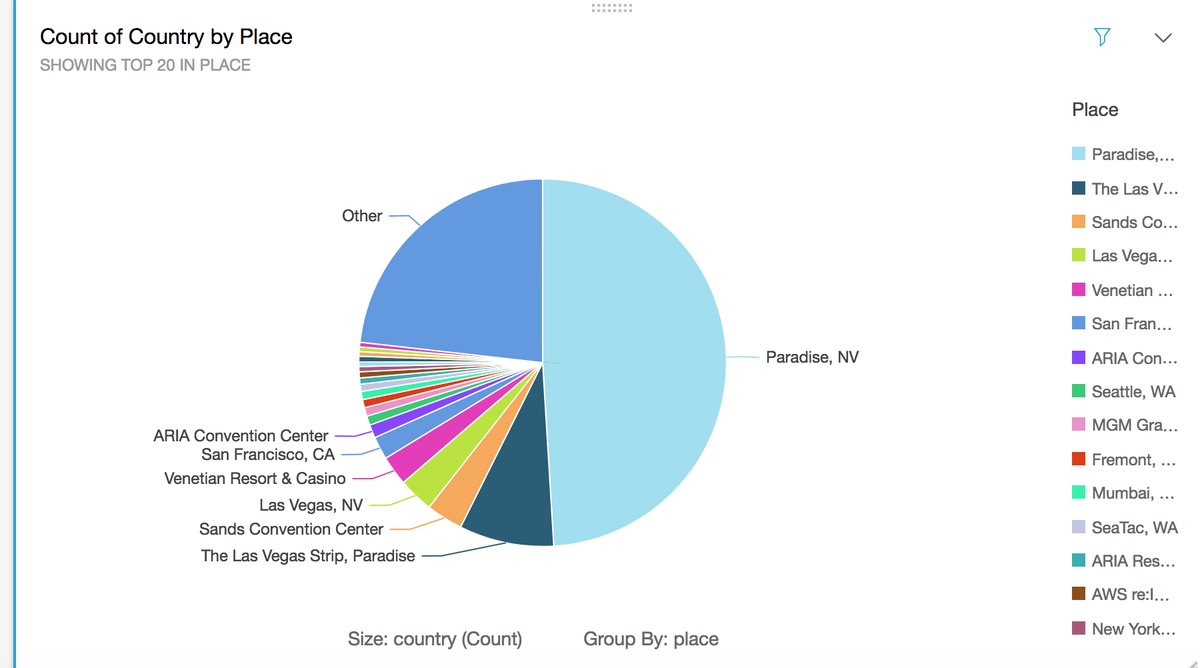 Count of Country by Place
SHOWING TOP 20 IN PLACE
Place
Paradise,...
The Las V...
Sands Co...
Las Vega...
Venetian ...
San Fran...
ARIA Con...
Seattle, WA
MGM Gra...
Fremont, ...
Mumbai, ...
SeaTac, WA
ARIA Res...
AWS re:I...
New York...
Other
Paradise, NV
ARIA Convention Center
San Francisco, CA
Venetian Resort & Casino
Las Vegas, NV
Sands Convention Center
The Las Vegas Strip, Paradise
Size: country (Count)
Group By: place